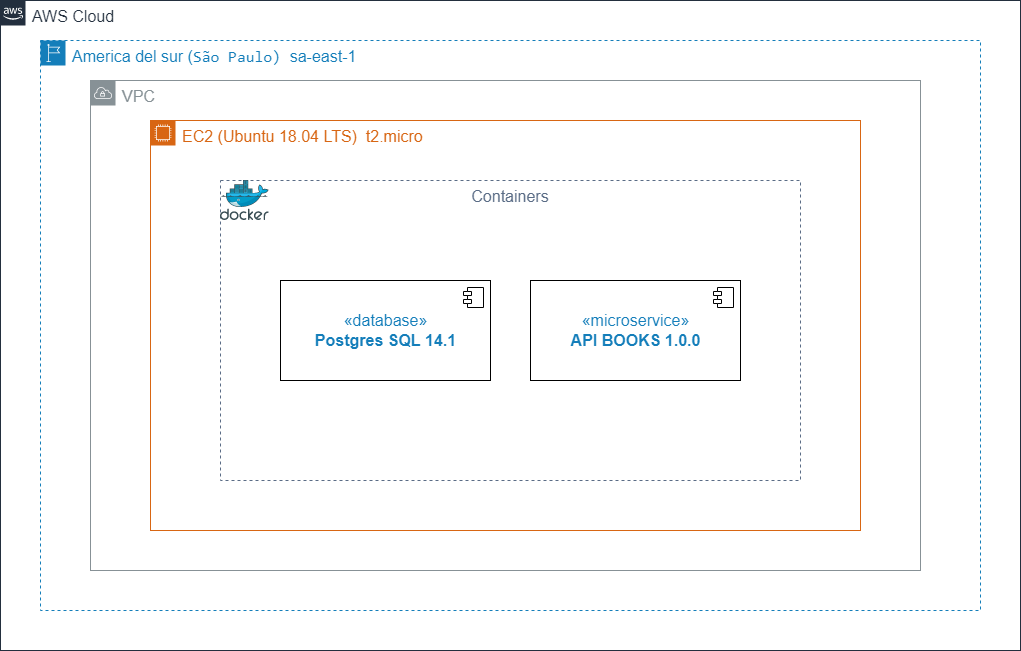 aws
AWS Cloud
America del sur (São Paulo) sa-east-1
VPC
EC2 (Ubuntu 18.04 LTS) t2.micro
docker
Containers
«database»
Postgres SQL 14.1
«microservice»
API BOOKS 1.0.0